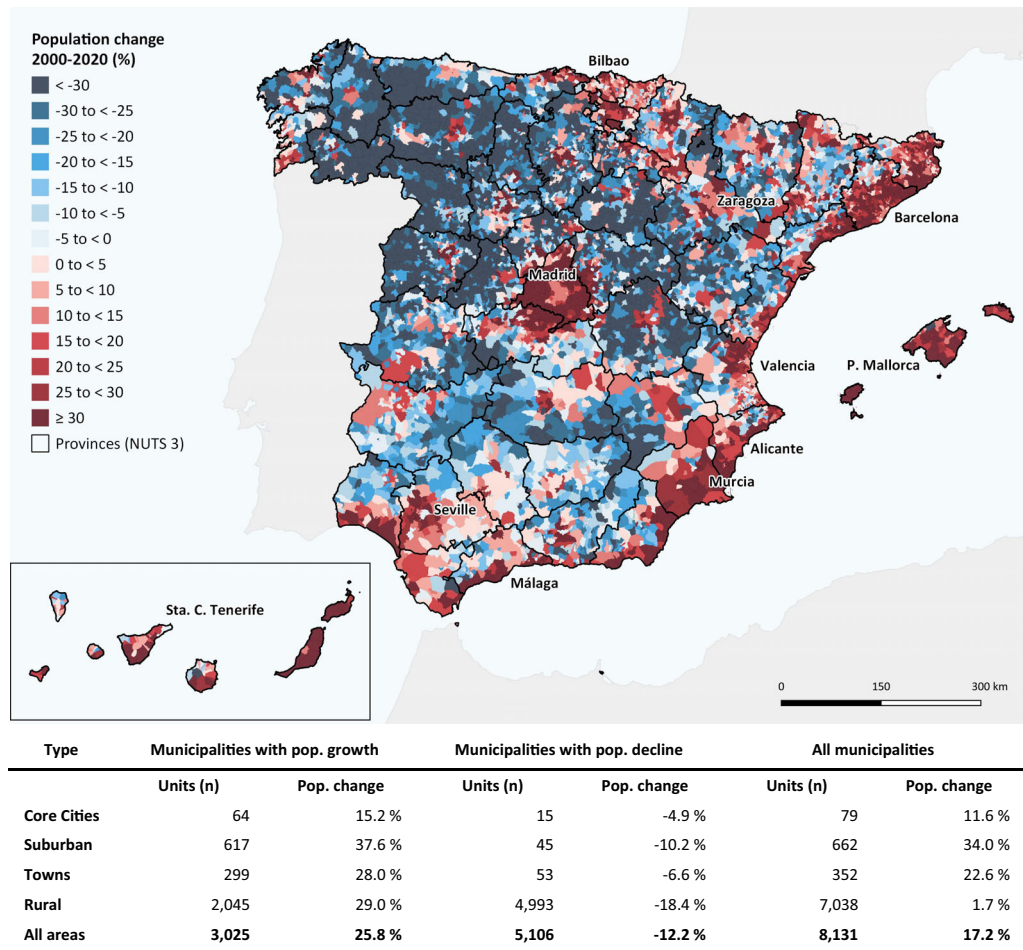 Population change
2000-2020 (%)
< -30
-30 to < -25
-25 to < -20
-20 to < -15
-15 to < -10
-10 to < -5
-5 to < 0
0 to < 5
5 to < 10
10 to < 15
15 to < 20
20 to < 25
25 to < 30
≥ 30
Provinces (NUTS 3)
Bilbao
Zaragoza
Barcelona
Madrid
Valencia
P. Mallorca
Alicante
Murcia
Seville
Málaga
Sta. C. Tenerife
0 150 300 km
Type Municipalities with pop. growth Municipalities with pop. decline All municipalities
Units (n) Pop. change Units (n) Pop. change Units (n) Pop. change
Core Cities 64 15.2 % 15 -4.9 % 79 11.6 %
Suburban 617 37.6 % 45 -10.2 % 662 34.0 %
Towns 299 28.0 % 53 -6.6 % 352 22.6 %
Rural 2,045 29.0 % 4,993 -18.4 % 7,038 1.7 %
All areas 3,025 25.8 % 5,106 -12.2 % 8,131 17.2 %